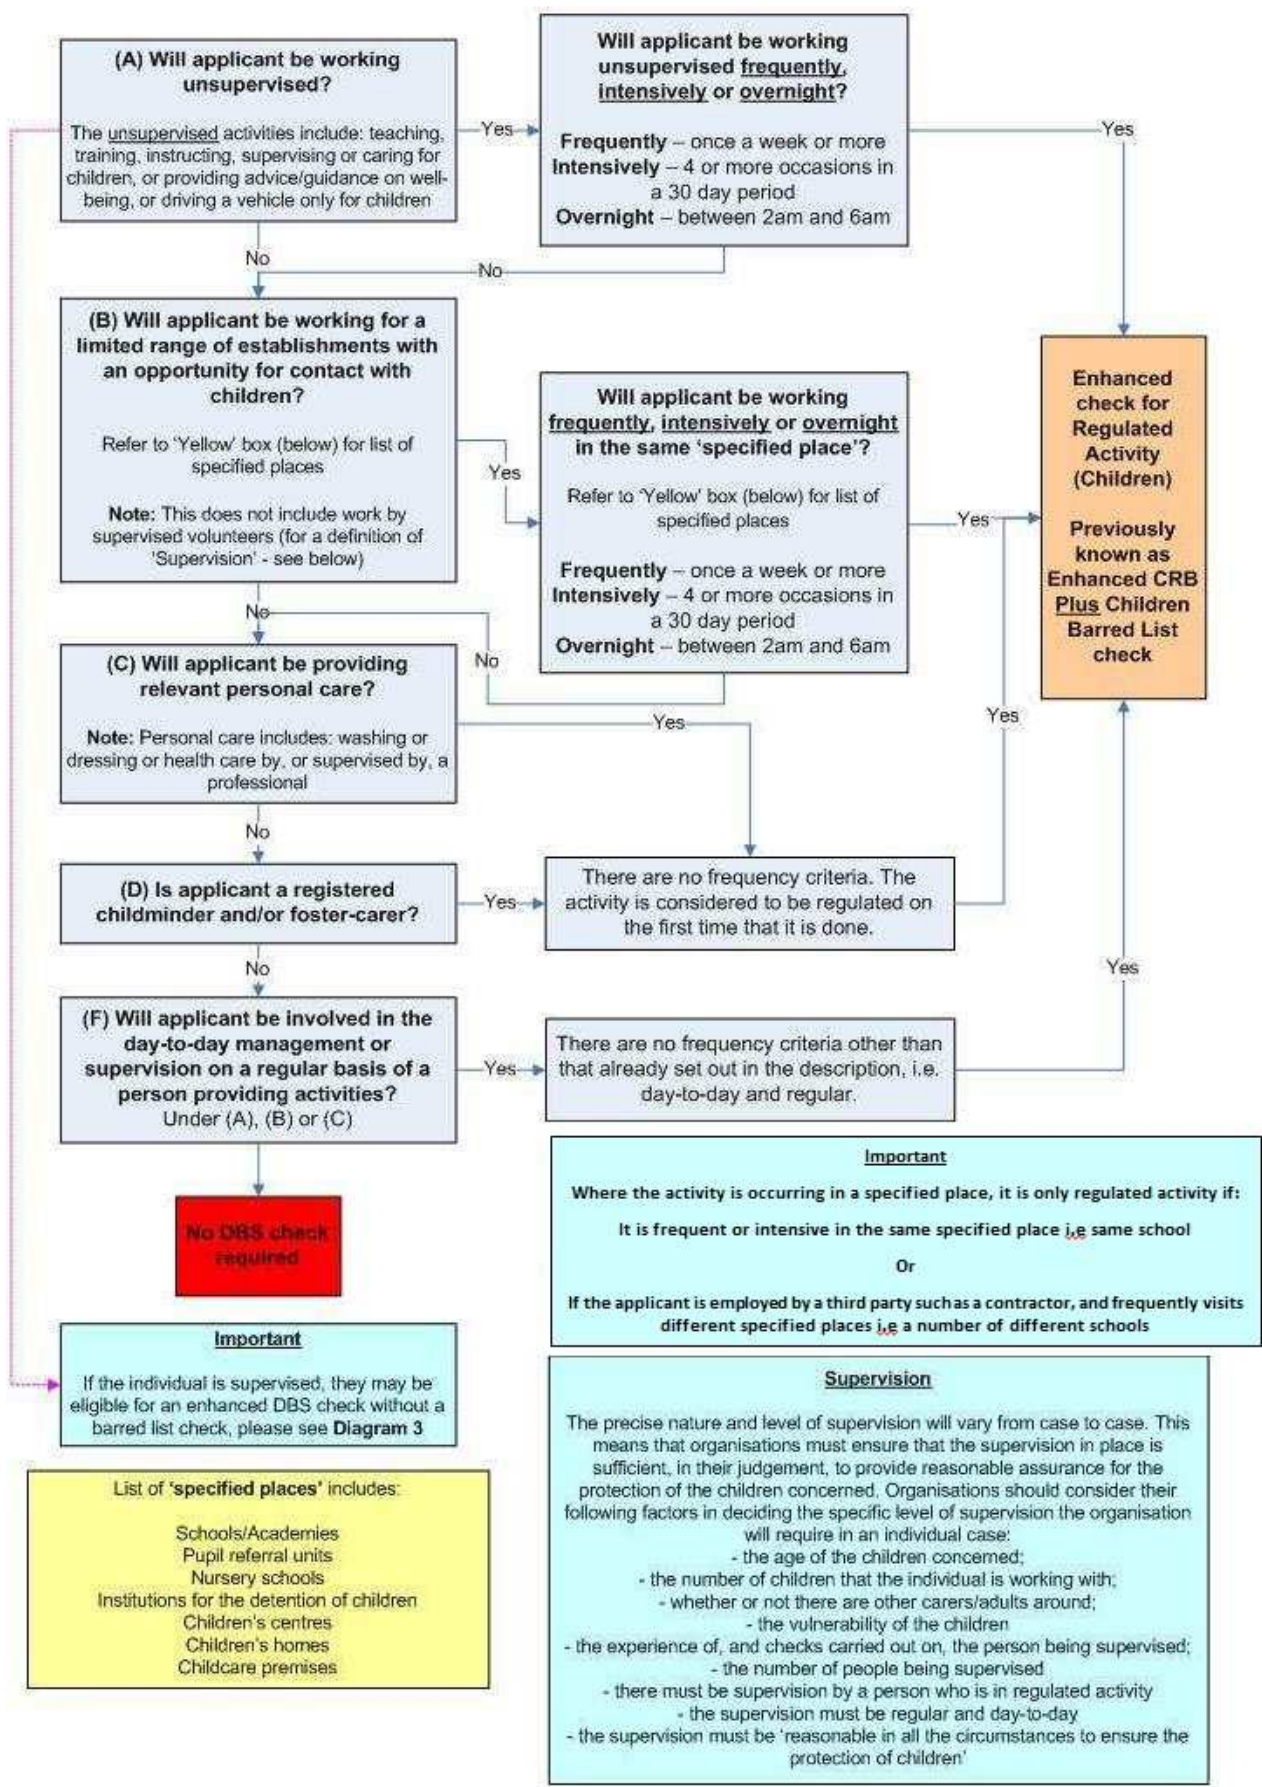 (A) Will applicant be working
unsupervised?
The unsupervised activities include: teaching,
training, instructing, supervising or caring for
children, or providing advice/guidance on well-
being, or driving a vehicle only for children
Yes
Will applicant be working
unsupervised frequently,
intensively or overnight?
Frequently – once a week or more
Intensively – 4 or more occasions in
a 30 day period
Overnight – between 2am and 6am
Yes
No
No
(B) Will applicant be working for a
limited range of establishments with
an opportunity for contact with
children?
Refer to 'Yellow' box (below) for list of
specified places
Note: This does not include work by
supervised volunteers (for a definition of
'Supervision' - see below)
Yes
Will applicant be working
frequently, intensively or overnight
in the same 'specified place'?
Refer to 'Yellow' box (below) for list of
specified places
Frequently – once a week or more
Intensively – 4 or more occasions in
a 30 day period
Overnight – between 2am and 6am
Yes
Enhanced
check for
Regulated
Activity
(Children)
Previously
known as
Enhanced CRB
Plus Children
Barred List
check
No
No
(C) Will applicant be providing
relevant personal care?
Note: Personal care includes: washing or
dressing or health care by, or supervised by, a
professional
Yes
Yes
No
(D) Is applicant a registered
childminder and/or foster-carer?
Yes
There are no frequency criteria. The
activity is considered to be regulated on
the first time that it is done.
No
Yes
(F) Will applicant be involved in the
day-to-day management or
supervision on a regular basis of a
person providing activities?
Under (A), (B) or (C)
Yes
There are no frequency criteria other than
that already set out in the description, i.e.
day-to-day and regular.
No DBS check
required
Important
Where the activity is occurring in a specified place, it is only regulated activity if:
It is frequent or intensive in the same specified place i,e same school
Or
If the applicant is employed by a third party such as a contractor, and frequently visits
different specified places i,e a number of different schools
Important
If the individual is supervised, they may be
eligible for an enhanced DBS check without a
barred list check, please see Diagram 3
List of 'specified places' includes:
Schools/Academies
Pupil referral units
Nursery schools
Institutions for the detention of children
Children's centres
Children's homes
Childcare premises
Supervision
The precise nature and level of supervision will vary from case to case. This
means that organisations must ensure that the supervision in place is
sufficient, in their judgement, to provide reasonable assurance for the
protection of the children concerned. Organisations should consider their
following factors in deciding the specific level of supervision the organisation
will require in an individual case:
- the age of the children concerned;
- the number of children that the individual is working with;
- whether or not there are other carers/adults around;
- the vulnerability of the children
- the experience of, and checks carried out on, the person being supervised;
- the number of people being supervised
- there must be supervision by a person who is in regulated activity
- the supervision must be regular and day-to-day
- the supervision must be 'reasonable in all the circumstances to ensure the
protection of children'